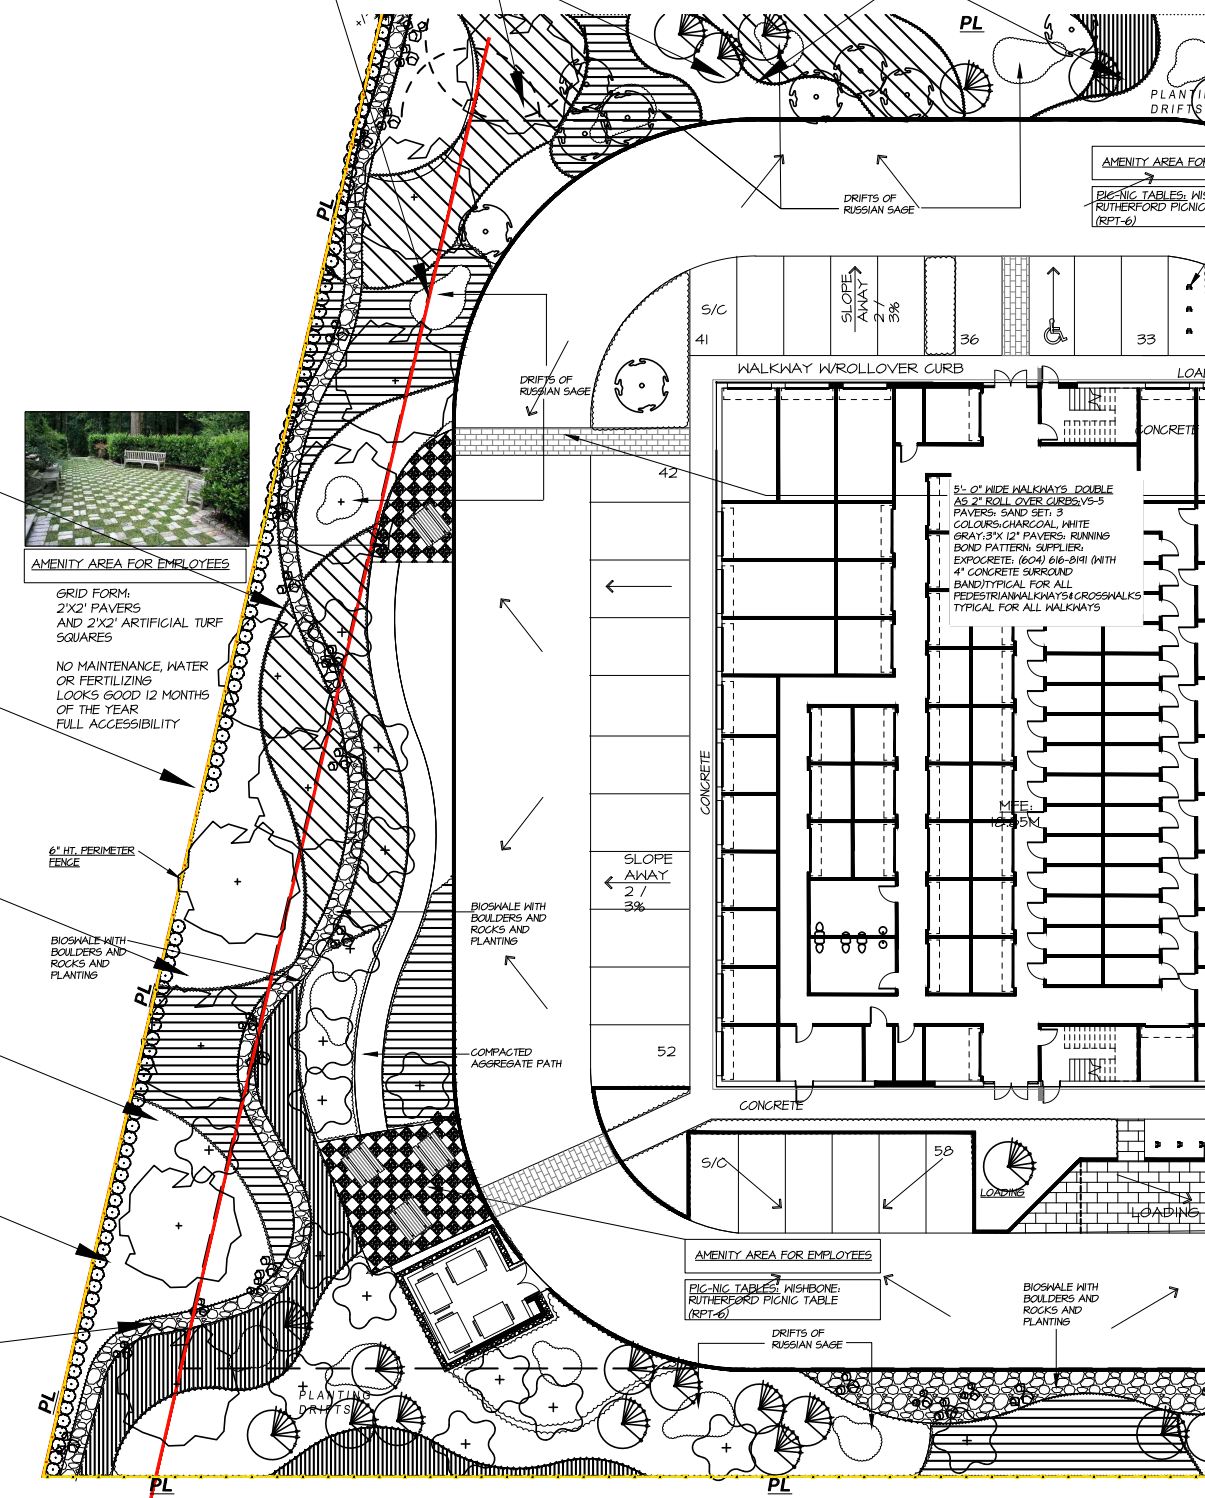 PL
PLANTI
DRIFTS
AMENITY AREA FO
PIC-NIC TABLES: WIS
RUTHERFORD PICNIC
(RPT-6)
PL
DRIFTS OF
RUSSIAN SAGE
S/C
41
SLOPE
AWAY
2 /
3%
36
33
WALKWAY W/ROLLOVER CURB
LOA
DRIFTS OF
RUSSIAN SAGE
CONCRETE
42
5'- 0" WIDE WALKWAYS DOUBLE
AS 2" ROLL OVER CURBS:VS-5
PAVERS: SAND SET: 3
COLOURS:CHARCOAL, WHITE
GRAY:3"X 12" PAVERS: RUNNING
BOND PATTERN: SUPPLIER:
EXPOCRETE: (604) 616-8191 (WITH
4" CONCRETE SURROUND
BAND)TYPICAL FOR ALL
PEDESTRIANWALKWAYS&CROSSWALKS
TYPICAL FOR ALL WALKWAYS
AMENITY AREA FOR EMPLOYEES
GRID FORM:
2'X2' PAVERS
AND 2'X2' ARTIFICIAL TURF
SQUARES
NO MAINTENANCE, WATER
OR FERTILIZING
LOOKS GOOD 12 MONTHS
OF THE YEAR
FULL ACCESSIBILITY
CONCRETE
MFE:
6" HT. PERIMETER
FENCE
SLOPE
AWAY
2 /
3%
BIOSWALE WITH
BOULDERS AND
ROCKS AND
PLANTING
BIOSWALE WITH
BOULDERS AND
ROCKS AND
PLANTING
PL
COMPACTED
AGGREGATE PATH
52
CONCRETE
S/C
58
LOADING
LOADING
AMENITY AREA FOR EMPLOYEES
PIC-NIC TABLES: WISHBONE:
RUTHERFORD PICNIC TABLE
(RPT-6)
BIOSWALE WITH
BOULDERS AND
ROCKS AND
PLANTING
DRIFTS OF
RUSSIAN SAGE
PLANTING
DRIFTS
PL
PL
PL